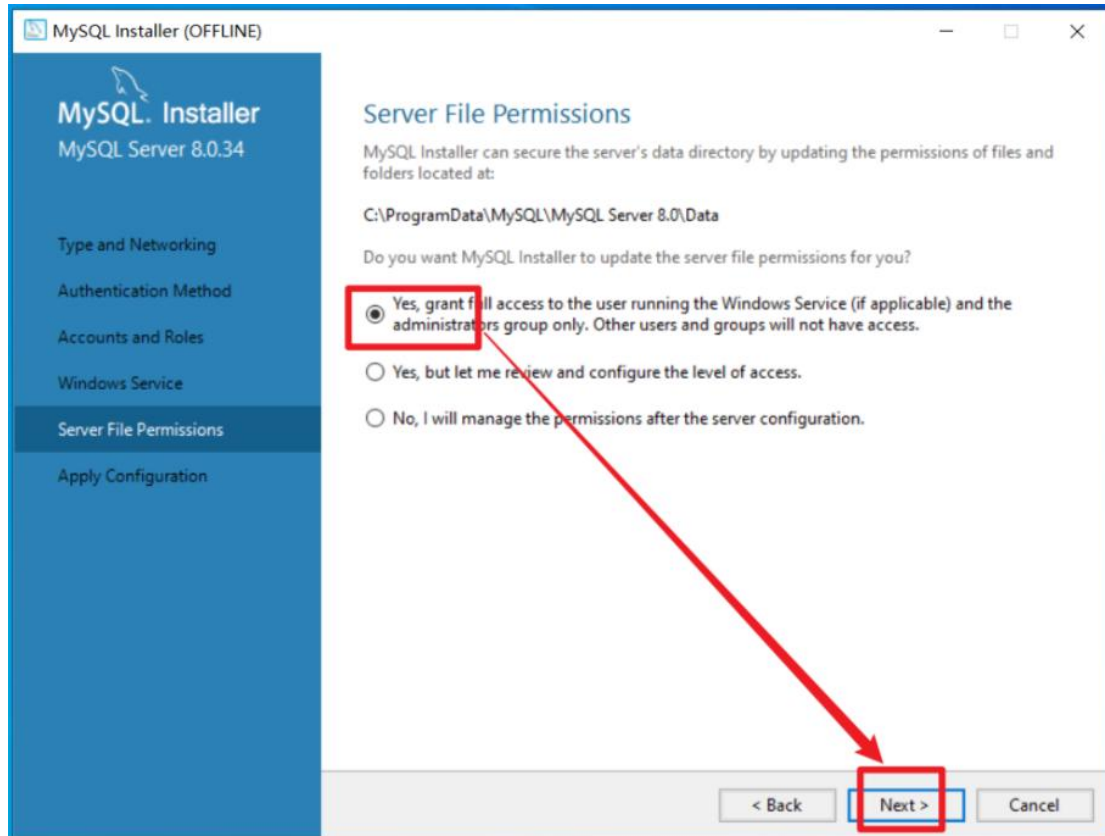 MySQL Installer (OFFLINE)
MySQL. Installer
MySQL Server 8.0.34
Type and Networking
Authentication Method
Accounts and Roles
Windows Service
Server File Permissions
Apply Configuration
Server File Permissions
MySQL Installer can secure the server's data directory by updating the permissions of files and
folders located at:
C:\ProgramData\MySQL\MySQL Server 8.0\Data
Do you want MySQL Installer to update the server file permissions for you?
Yes, grant full access to the user running the Windows Service (if applicable) and the
administrators group only. Other users and groups will not have access.
Yes, but let me review and configure the level of access.
No, I will manage the permissions after the server configuration.
< Back
Next >
Cancel